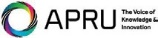 APRU
The Voice of
Knowledge &
Innovation